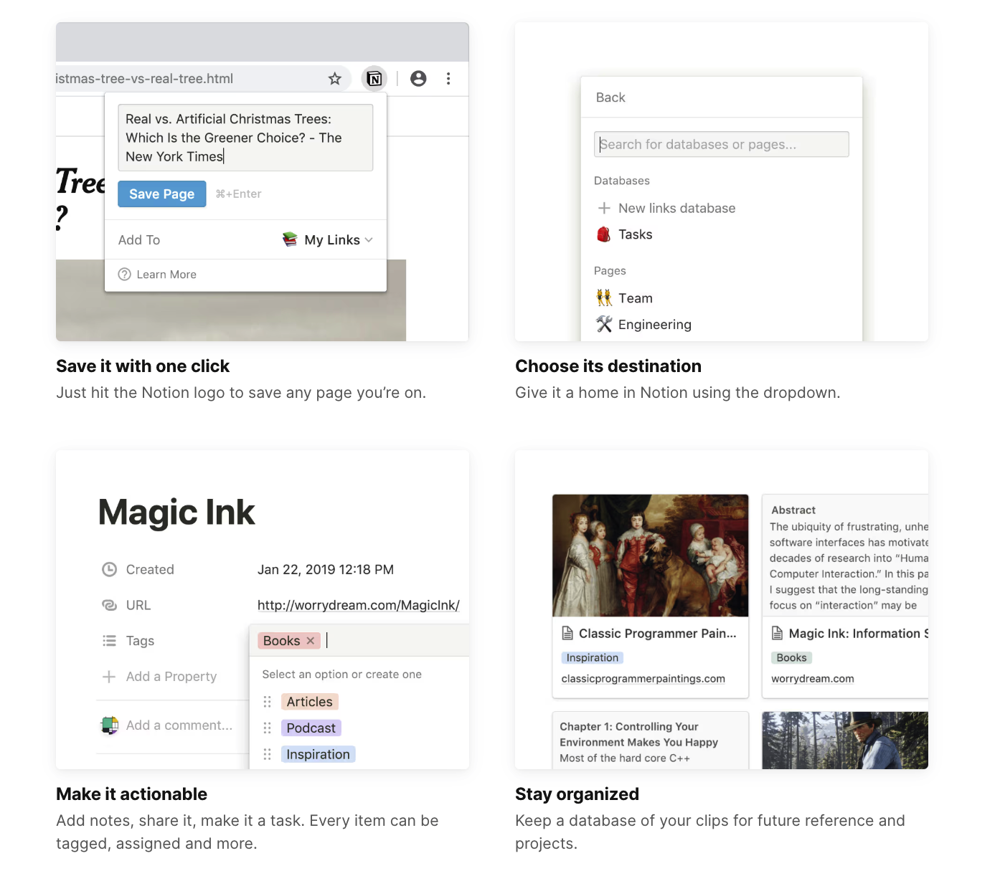 istmas-tree-vs-real-tree.html
Real vs. Artificial Christmas Trees:
Which Is the Greener Choice? - The
New York Times
Tree
?
Save Page ⌘+Enter
Add To My Links
Learn More
Save it with one click
Just hit the Notion logo to save any page you’re on.
Back
Search for databases or pages...
Databases
New links database
Tasks
Pages
Team
Engineering
Choose its destination
Give it a home in Notion using the dropdown.
Magic Ink
Created Jan 22, 2019 12:18 PM
URL http://worrydream.com/MagicInk/
Tags Books
Add a Property
Select an option or create one
Articles
Add a comment...
Podcast
Inspiration
Make it actionable
Add notes, share it, make it a task. Every item can be
tagged, assigned and more.
Classic Programmer Pain...
Inspiration
classicprogrammerpaintings.com
Abstract
The ubiquity of frustrating, unhe
software interfaces has motivate
decades of research into “Huma
Computer Interaction.” In this pa
I suggest that the long-standing
focus on “interaction” may be
Magic Ink: Information S
Books
worrydream.com
Chapter 1: Controlling Your
Environment Makes You Happy
Most of the hard core C++
Stay organized
Keep a database of your clips for future reference and
projects.